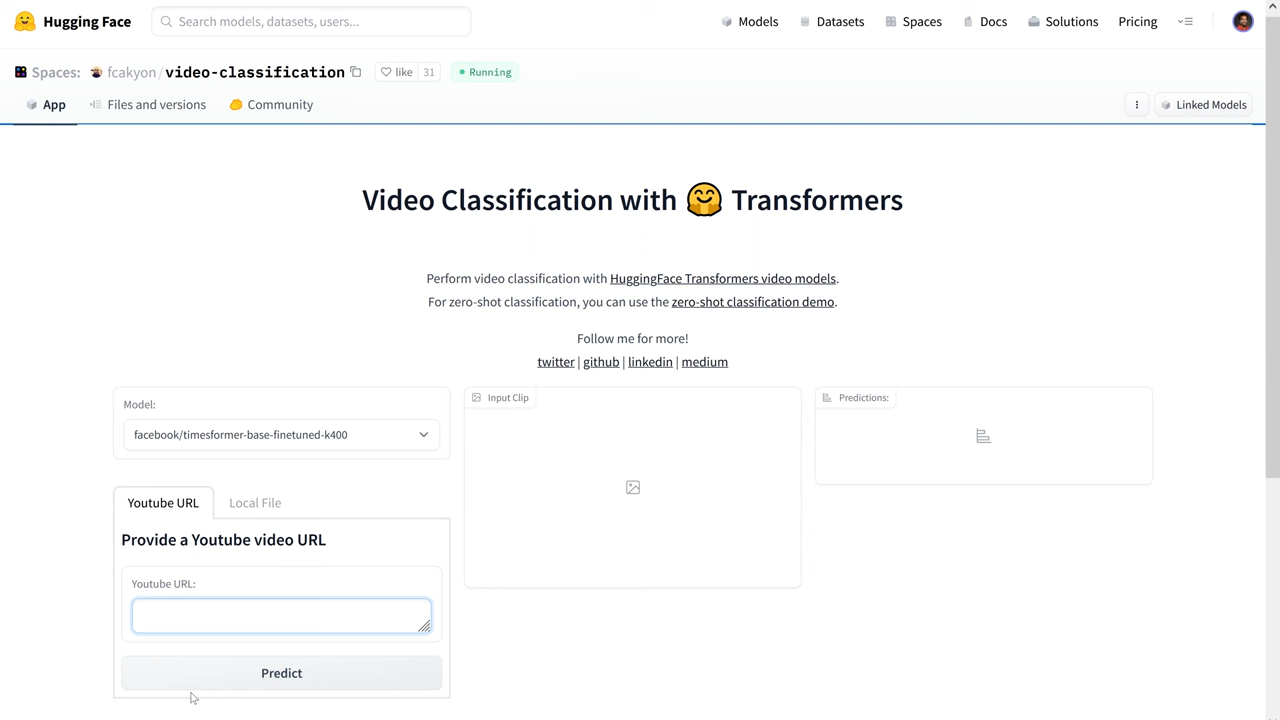 Hugging Face
Search models, datasets, users...
Models
Datasets
Spaces
Docs
Solutions
Pricing
Spaces: fcakyon/video-classification
like 31
Running
App
Files and versions
Community
Linked Models
Video Classification with 🤗 Transformers
Perform video classification with HuggingFace Transformers video models.
For zero-shot classification, you can use the zero-shot classification demo.
Follow me for more!
twitter | github | linkedin | medium
Model:
facebook/timesformer-base-finetuned-k400
Youtube URL
Local File
Provide a Youtube video URL
Youtube URL:
Predict
Input Clip
Predictions: